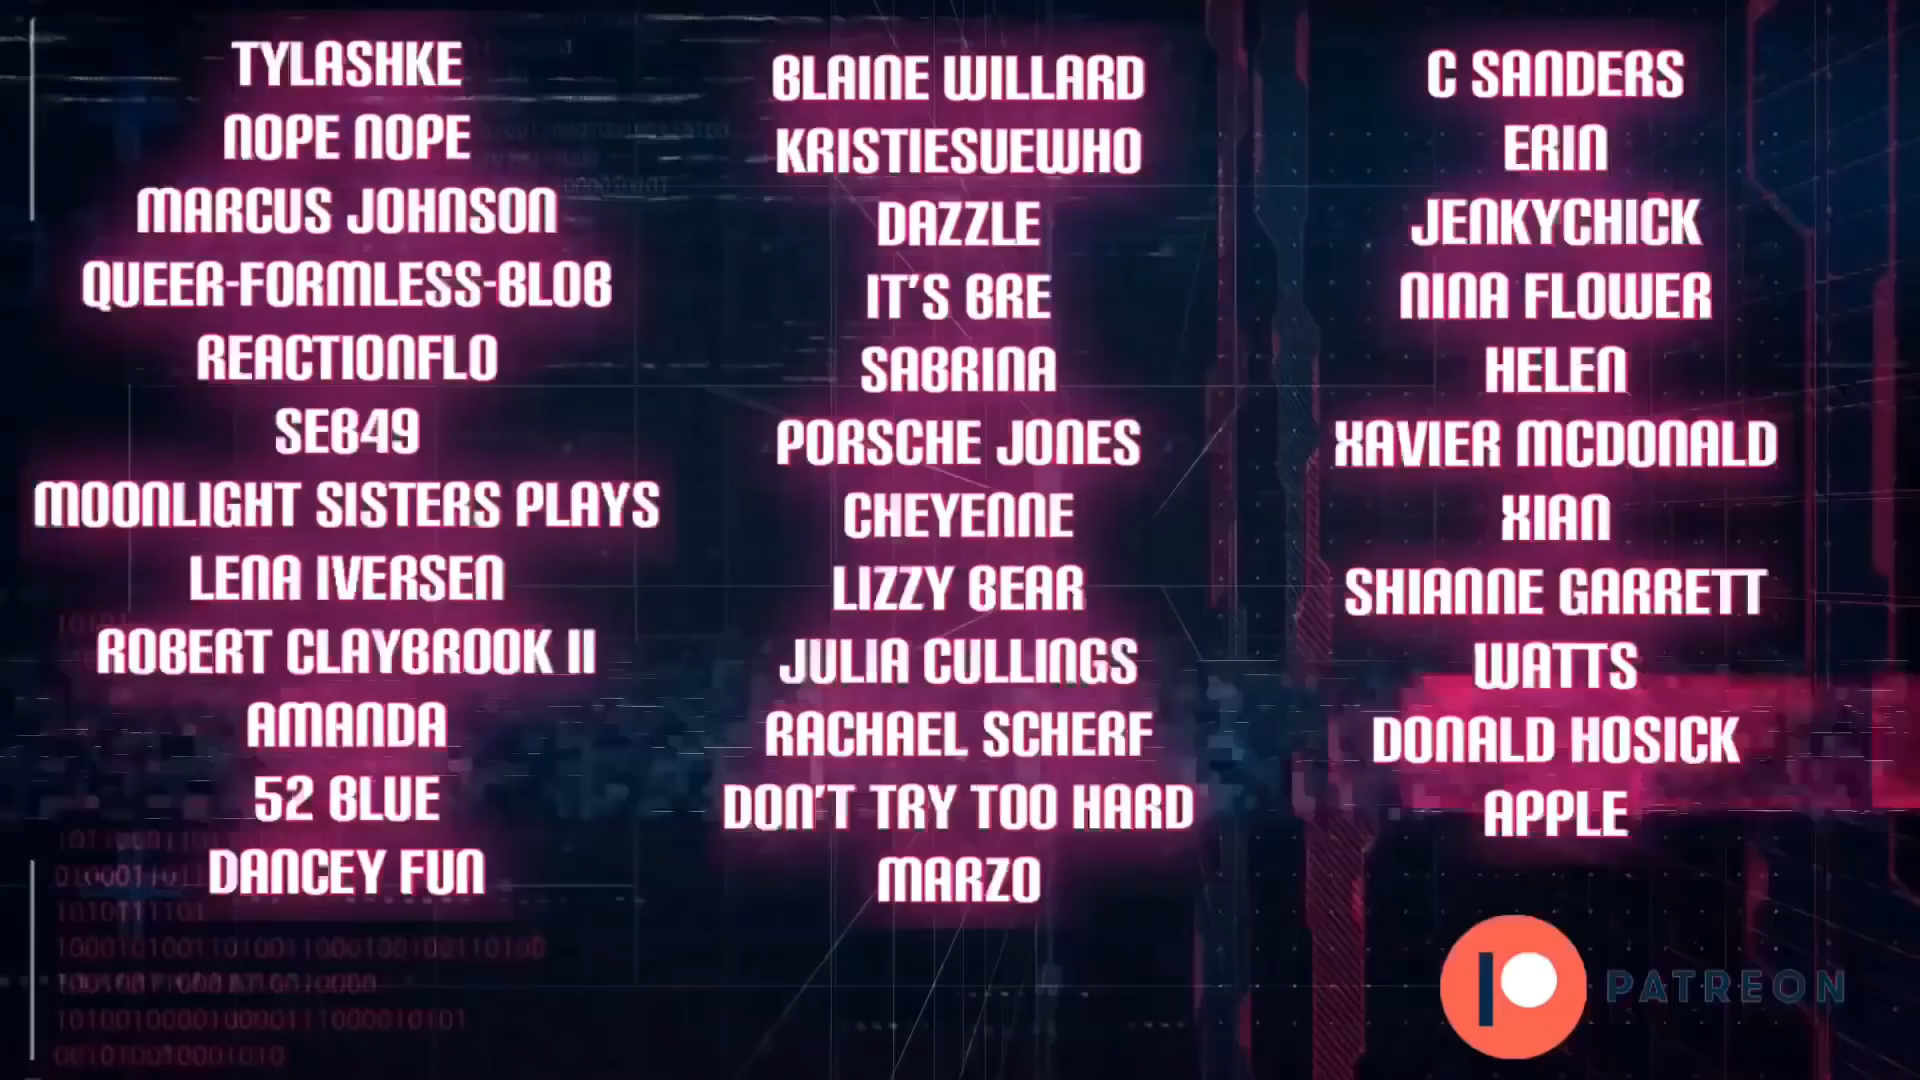 TYLASHKE
NOPE NOPE
MARCUS JOHNSON
QUEER-FORMLESS-BLOB
REACTIONFLO
SEB49
MOONLIGHT SISTERS PLAYS
LENA IVERSEN
ROBERT CLAYBROOK II
AMANDA
52 BLUE
DANCEY FUN
BLAINE WILLARD
KRISTIESUEWHO
DAZZLE
IT'S BRE
SABRINA
PORSCHE JONES
CHEYENNE
LIZZY BEAR
JULIA CULLINGS
RACHAEL SCHERF
DON'T TRY TOO HARD
MARZO
C SANDERS
ERIN
JENKYCHICK
NINA FLOWER
HELEN
XAVIER MCDONALD
XIAN
SHIANNE GARRETT
WATTS
DONALD HOSICK
APPLE
PATREON